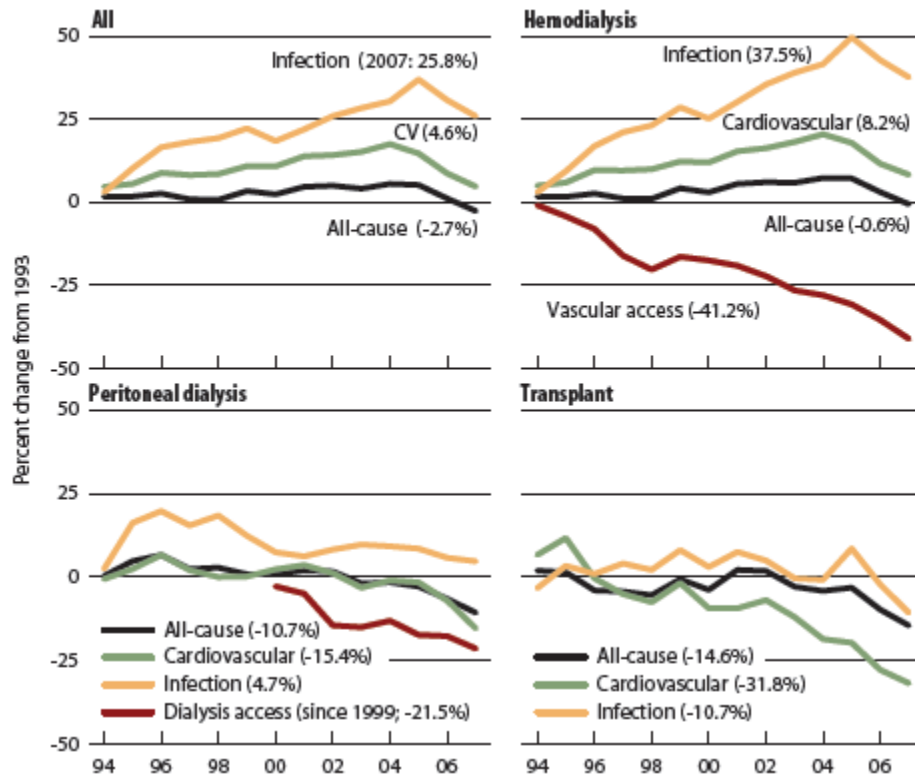 All
Hemodialysis
50
25
0
-25
-50
Percent change from 1993
Infection (2007: 25.8%)
CV (4.6%)
All-cause (-2.7%)
Infection (37.5%)
Cardiovascular (8.2%)
All-cause (-0.6%)
Vascular access (-41.2%)
Peritoneal dialysis
Transplant
50
25
0
-25
-50
All-cause (-10.7%)
Cardiovascular (-15.4%)
Infection (4.7%)
Dialysis access (since 1999; -21.5%)
All-cause (-14.6%)
Cardiovascular (-31.8%)
Infection (-10.7%)
94 96 98 00 02 04 06
94 96 98 00 02 04 06